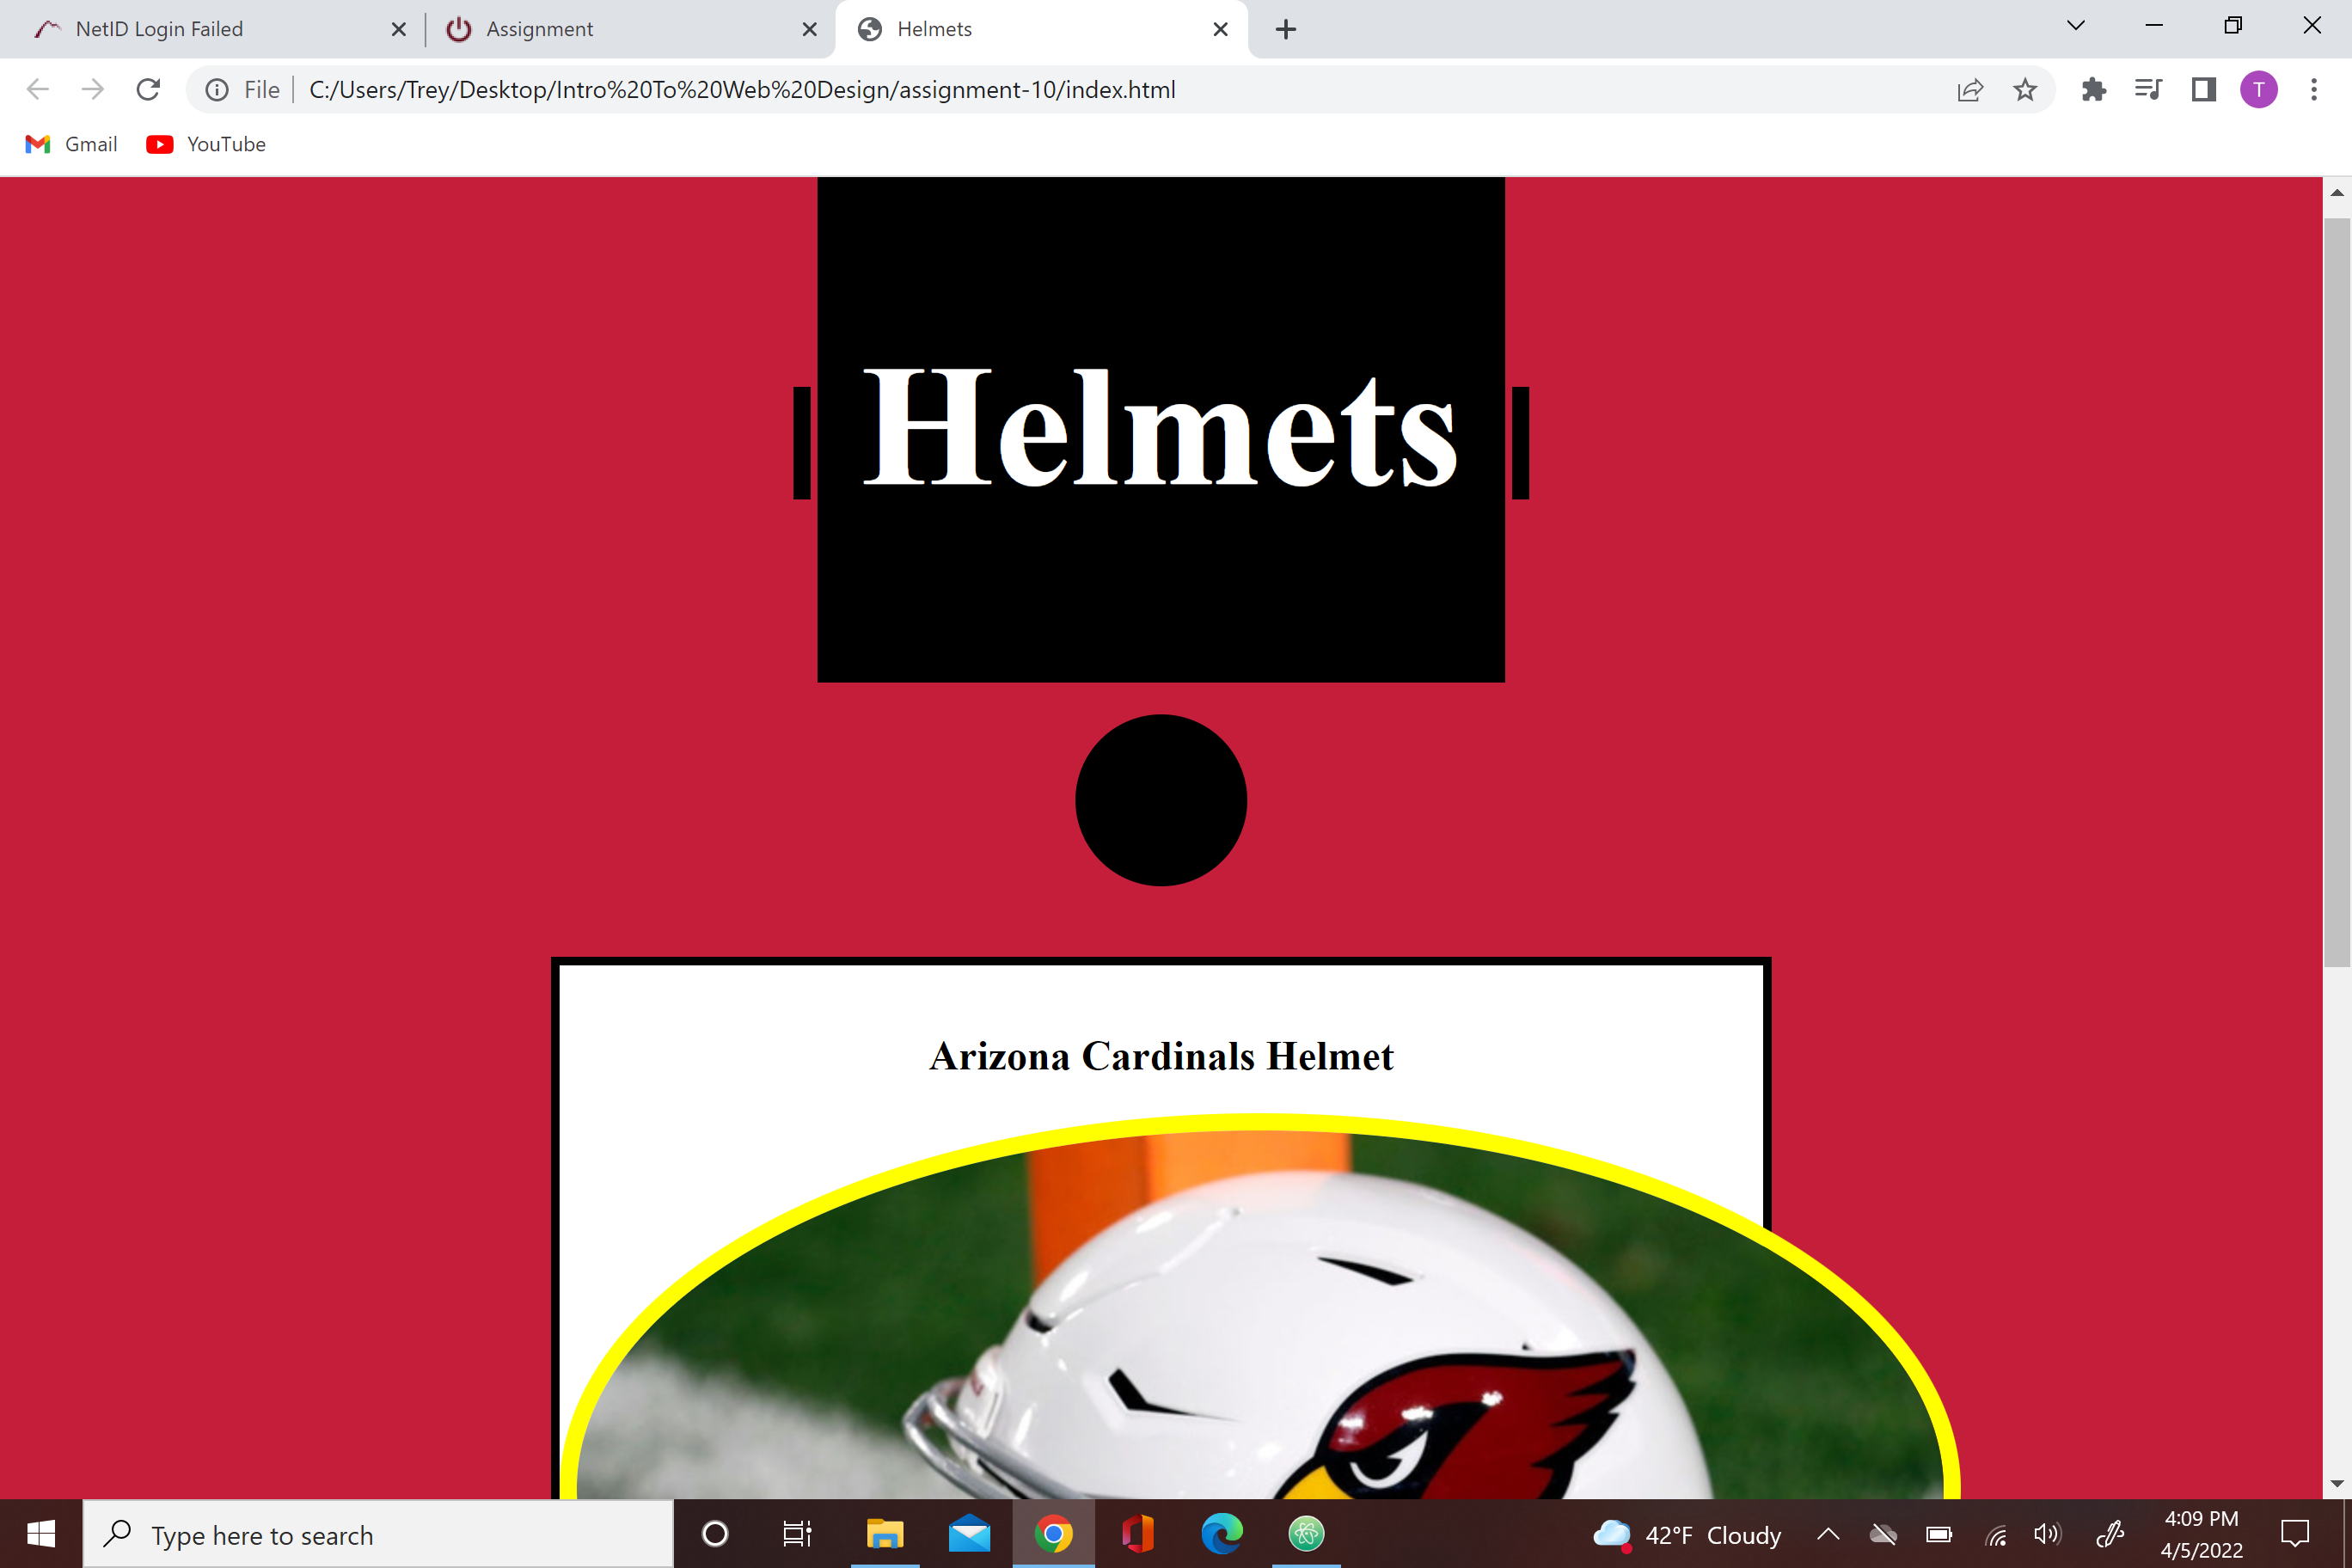 NetID Login Failed
Assignment
Helmets
File
C:/Users/Trey/Desktop/Intro%20To%20Web%20Design/assignment-10/index.html
T
Gmail
YouTube
Helmets
Arizona Cardinals Helmet
Type here to search
42°F Cloudy
4:09 PM
4/5/2022